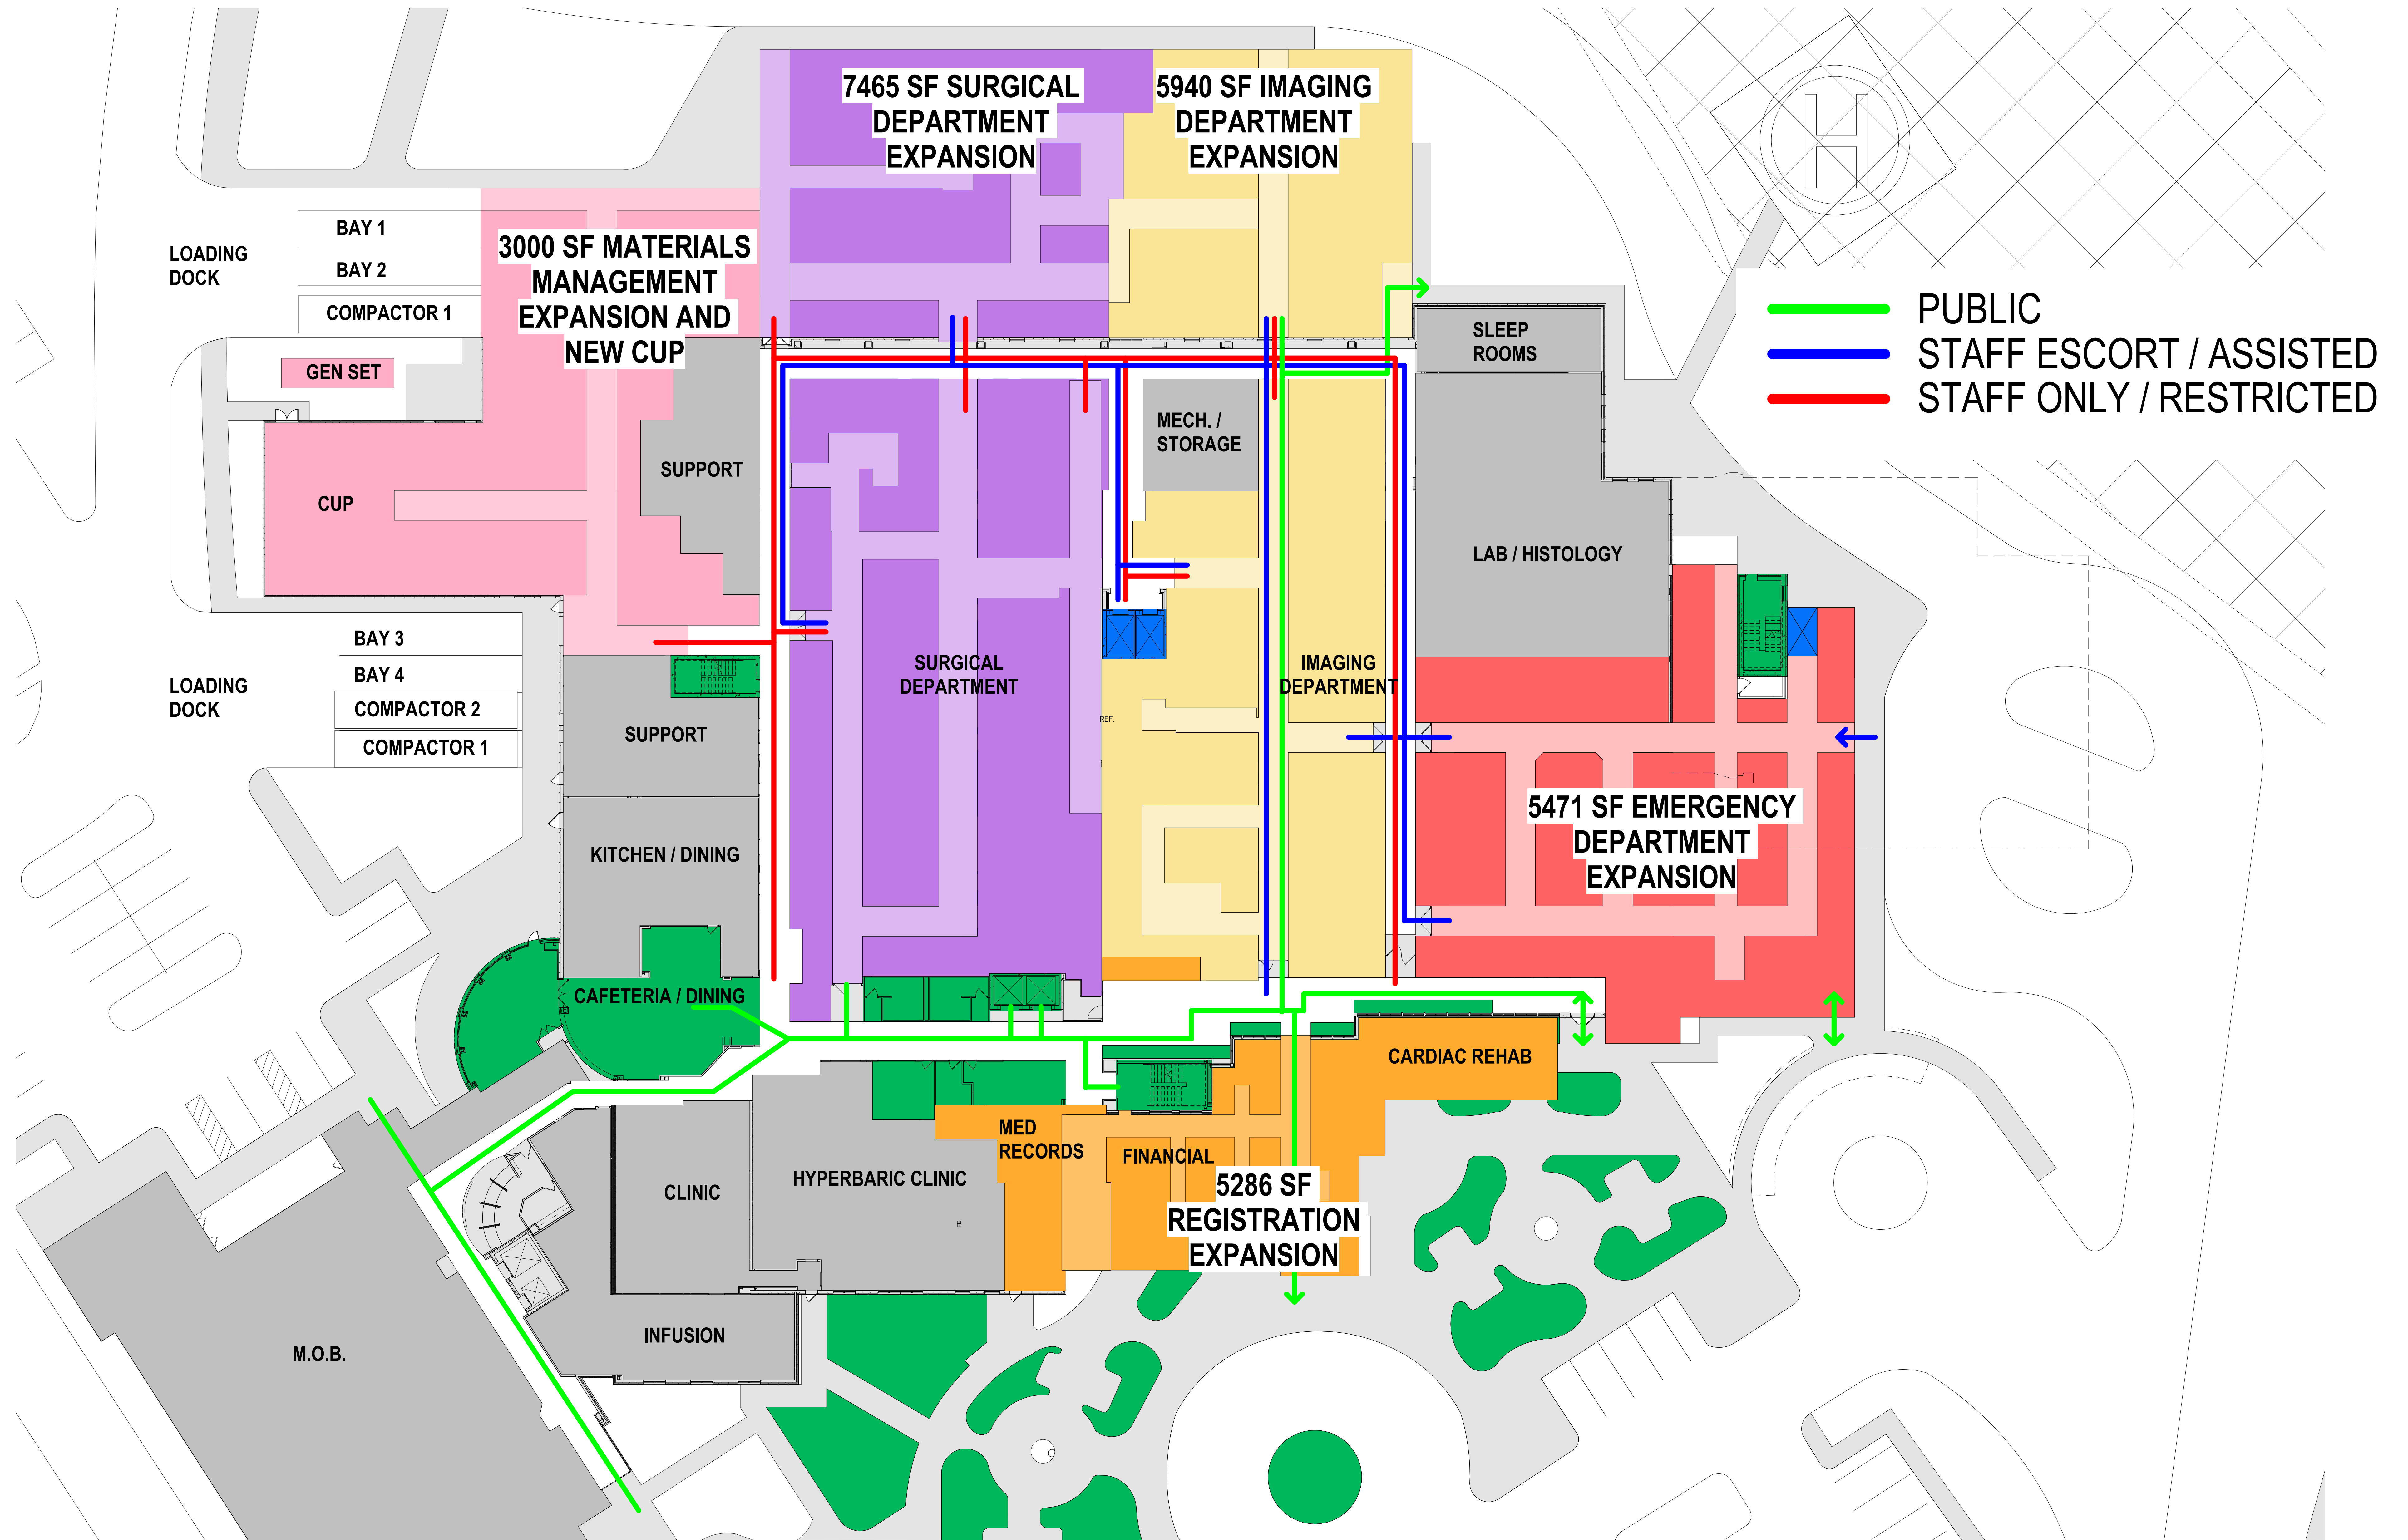 7465 SF SURGICAL
DEPARTMENT
EXPANSION
5940 SF IMAGING
DEPARTMENT
EXPANSION
H
BAY 1
LOADING
DOCK
BAY 2
COMPACTOR 1
3000 SF MATERIALS
MANAGEMENT
EXPANSION AND
NEW CUP
GEN SET
PUBLIC
STAFF ESCORT / ASSISTED
STAFF ONLY / RESTRICTED
SLEEP
ROOMS
MECH. /
STORAGE
SUPPORT
CUP
LAB / HISTOLOGY
BAY 3
LOADING
DOCK
BAY 4
COMPACTOR 2
COMPACTOR 1
SURGICAL
DEPARTMENT
IMAGING
DEPARTMENT
REF.
SUPPORT
5471 SF EMERGENCY
DEPARTMENT
EXPANSION
KITCHEN / DINING
CAFETERIA / DINING
CARDIAC REHAB
MED
RECORDS
FINANCIAL
HYPERBARIC CLINIC
CLINIC
FE
5286 SF
REGISTRATION
EXPANSION
INFUSION
M.O.B.